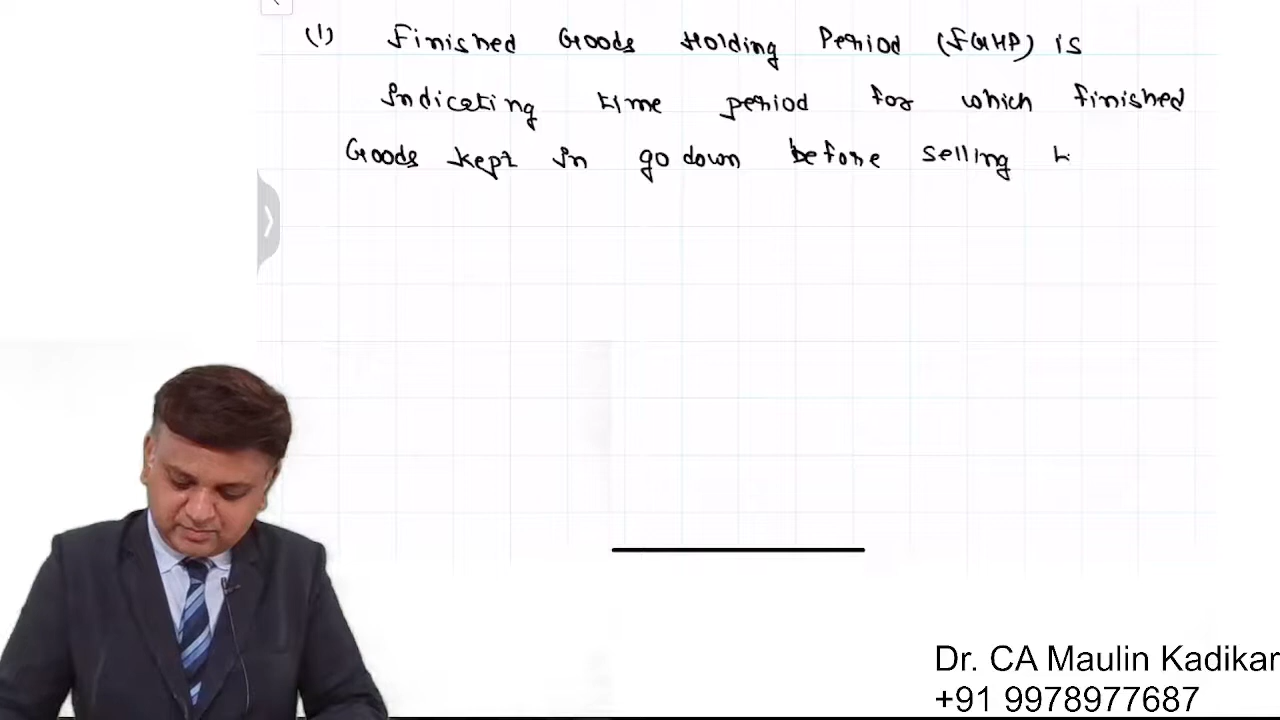 (1) Finished Goods Holding Period (FGHP) is
Indicating time period for which finished
Goods kept in go down before selling
Dr. CA Maulin Kadikar
+91 9978977687